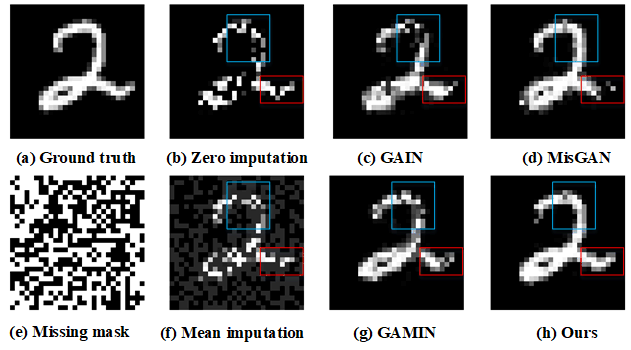 (a) Ground truth
(b) Zero imputation
(c) GAIN
(d) MisGAN
(e) Missing mask
(f) Mean imputation
(g) GAMIN
(h) Ours